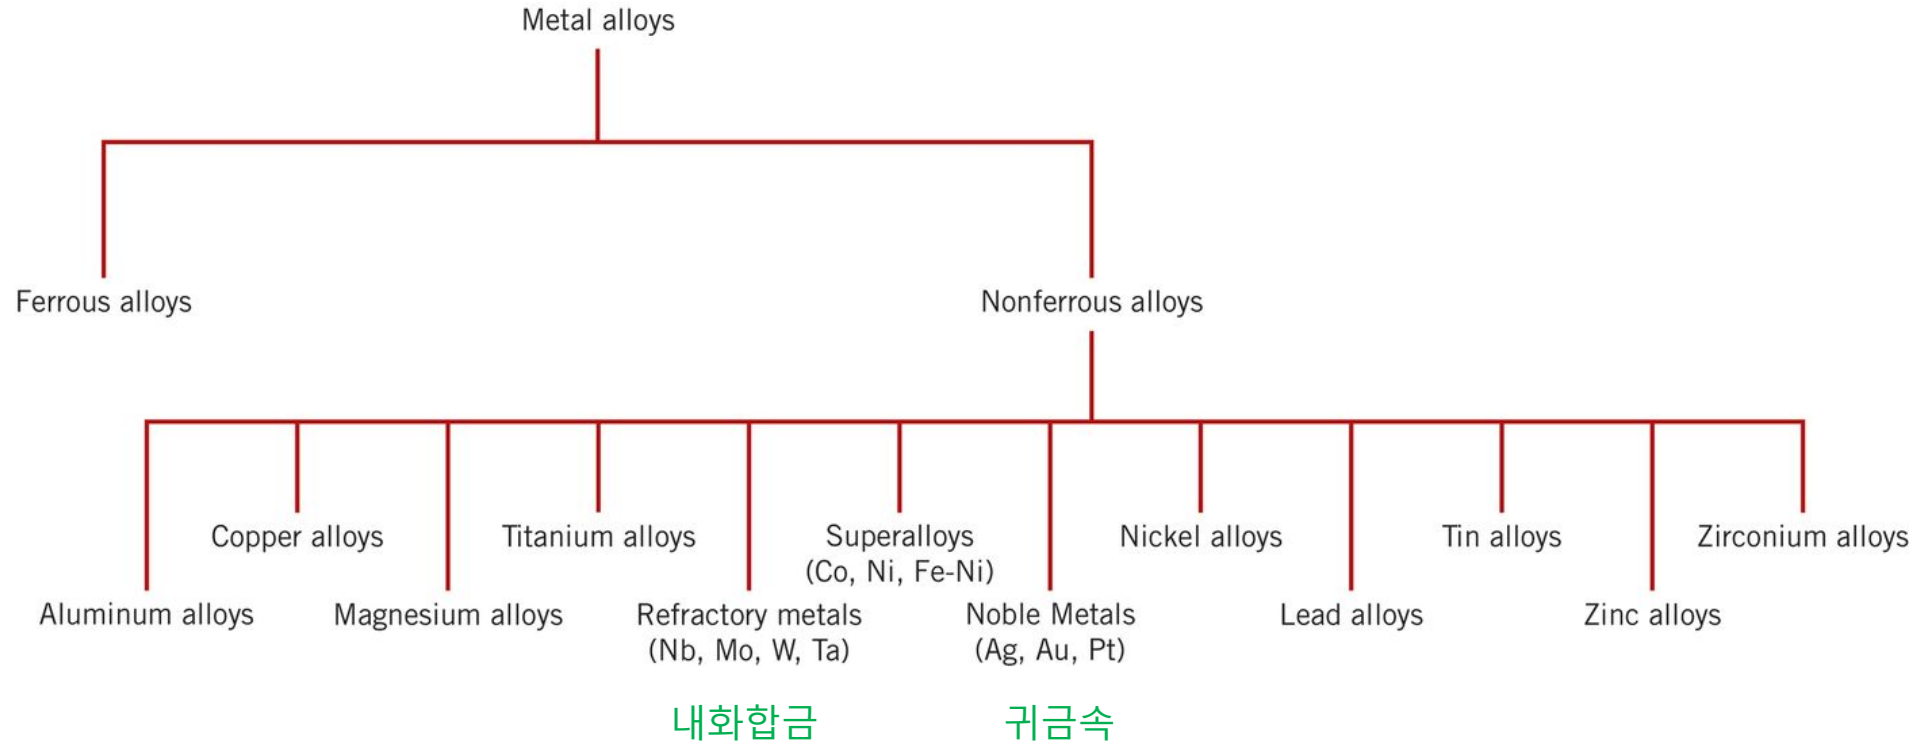 Metal alloys
Ferrous alloys
Nonferrous alloys
Copper alloys
Titanium alloys
Superalloys
(Co, Ni, Fe-Ni)
Nickel alloys
Tin alloys
Zirconium alloys
Aluminum alloys
Magnesium alloys
Refractory metals
(Nb, Mo, W, Ta)
Noble Metals
(Ag, Au, Pt)
Lead alloys
Zinc alloys
내화합금
귀금속